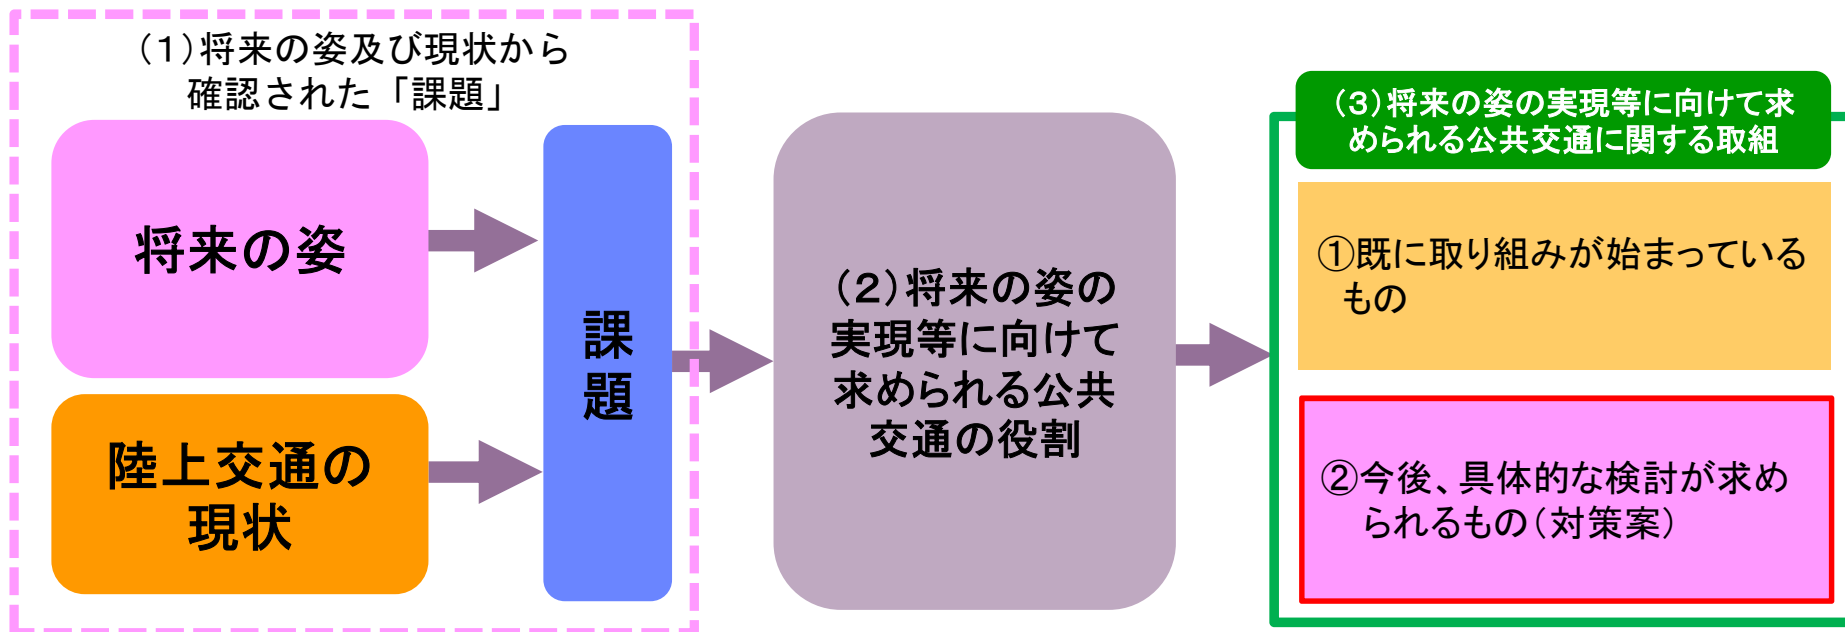 （１）将来の姿及び現状から
確認された「課題」
将来の姿
陸上交通の
現状
課
題
（２）将来の姿の
実現等に向けて
求められる公共
交通の役割
（３）将来の姿の実現等に向けて求
められる公共交通に関する取組
①既に取り組みが始まっている
もの
②今後、具体的な検討が求め
られるもの（対策案）